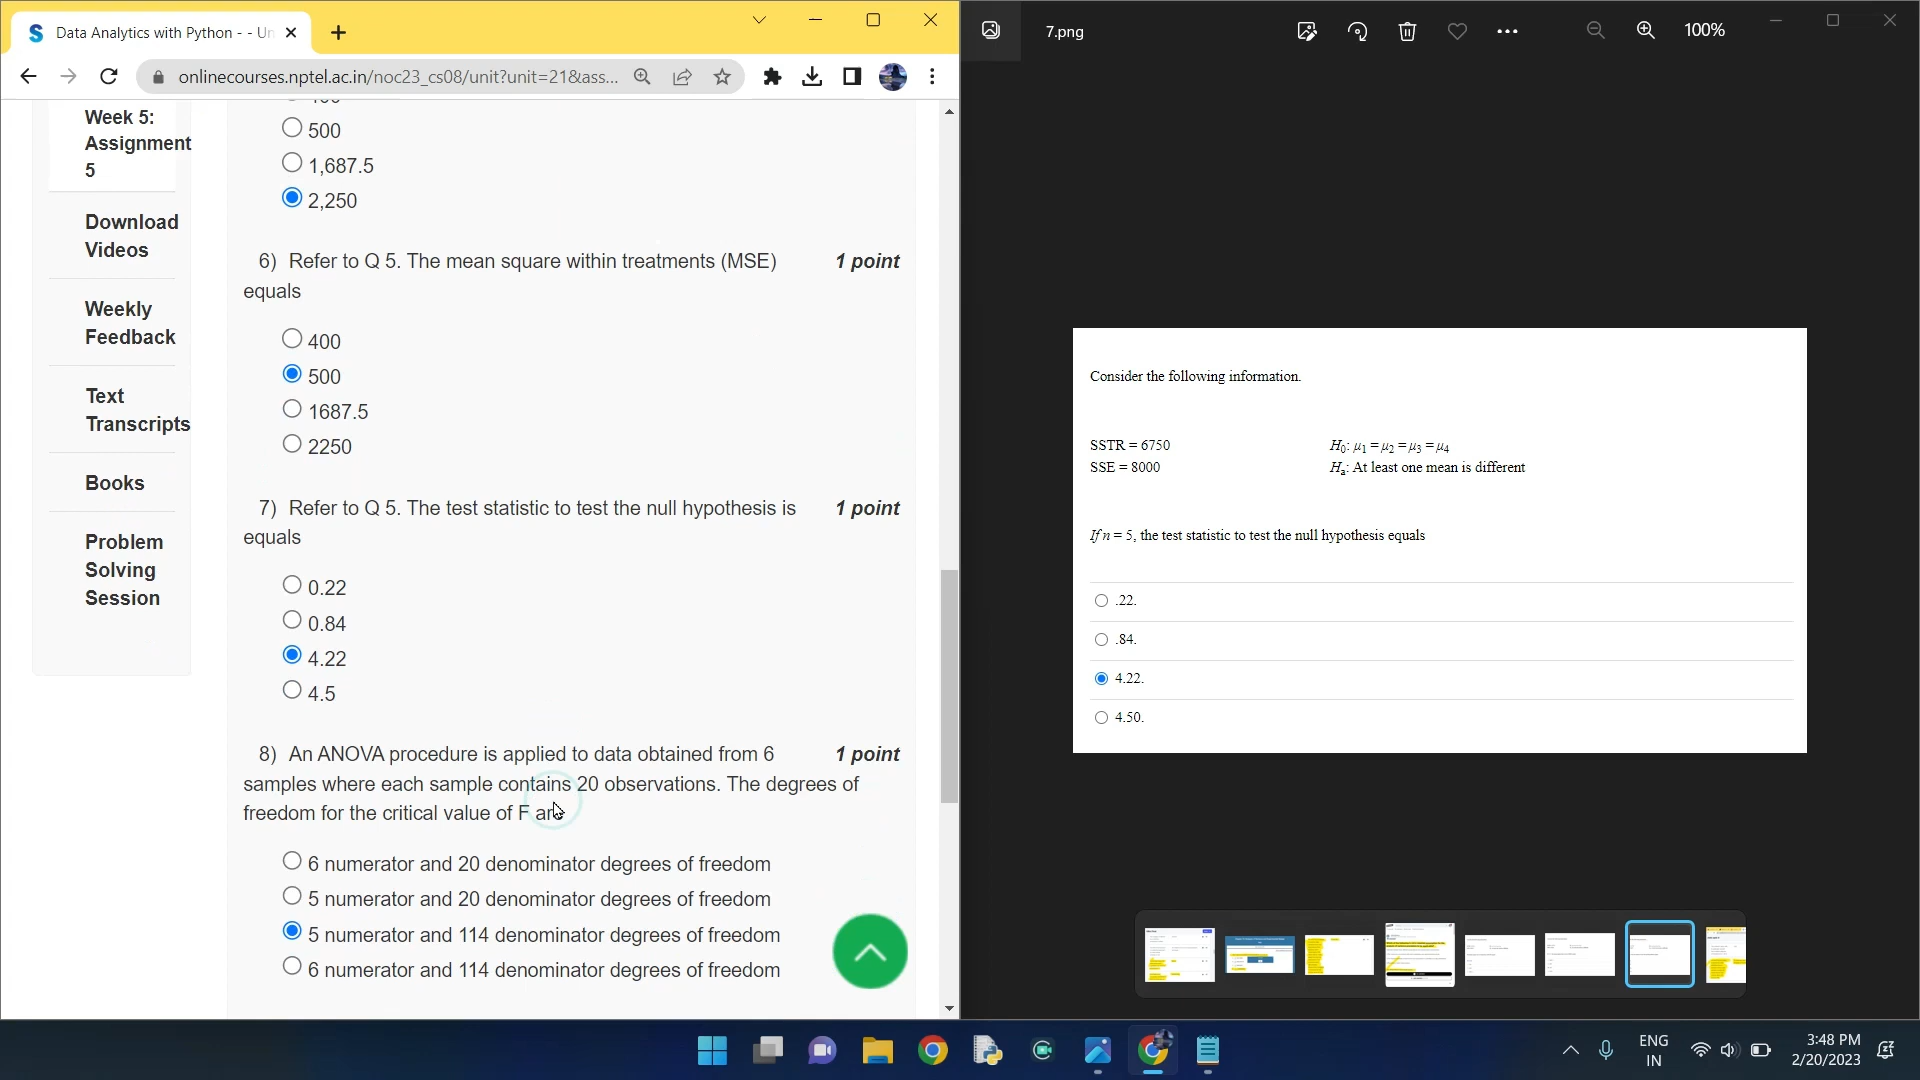 Data Analytics with Python - - Un
onlinecourses.nptel.ac.in/noc23_cs08/unit?unit=21&ass...
Week 5:
Assignment
5
Download
Videos
Weekly
Feedback
Text
Transcripts
Books
Problem
Solving
Session
500
1,687.5
2,250
6) Refer to Q 5. The mean square within treatments (MSE)
equals
1 point
400
500
1687.5
2250
7) Refer to Q 5. The test statistic to test the null hypothesis is
equals
1 point
0.22
0.84
4.22
4.5
8) An ANOVA procedure is applied to data obtained from 6
samples where each sample contains 20 observations. The degrees of
freedom for the critical value of F are
1 point
6 numerator and 20 denominator degrees of freedom
5 numerator and 20 denominator degrees of freedom
5 numerator and 114 denominator degrees of freedom
6 numerator and 114 denominator degrees of freedom
7.png
100%
Consider the following information.
SSTR = 6750
H0: μ1 = μ2 = μ3 = μ4
SSE = 8000
Ha: At least one mean is different
If n = 5, the test statistic to test the null hypothesis equals
.22.
.84.
4.22.
4.50.
ENG
IN
3:48 PM
2/20/2023